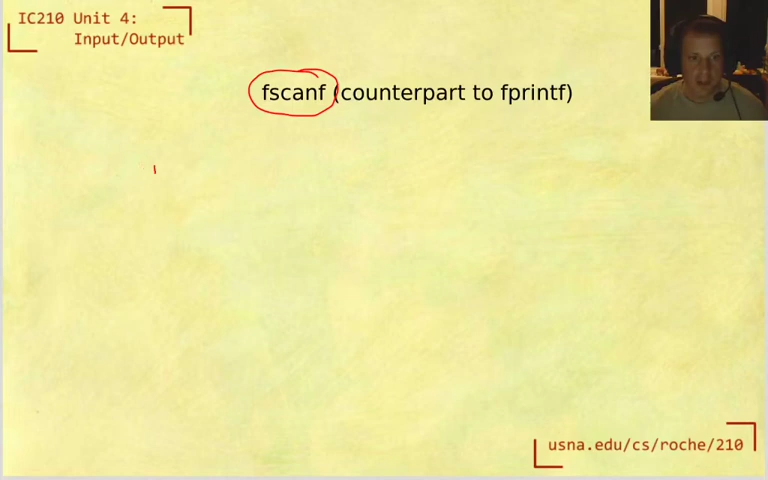 IC210 Unit 4:
Input/Output
fscanf (counterpart to fprintf)
usna.edu/cs/roche/210